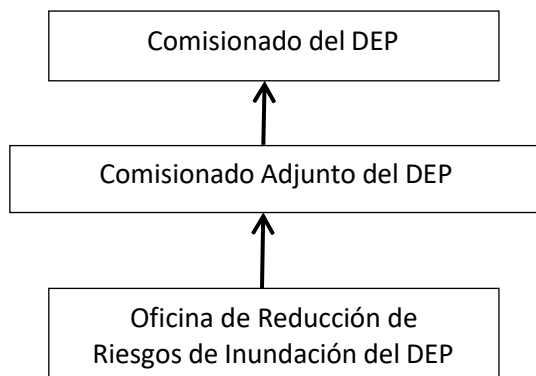 Comisionado del DEP
Comisionado Adjunto del DEP
Oficina de Reducción de
Riesgos de Inundación del DEP